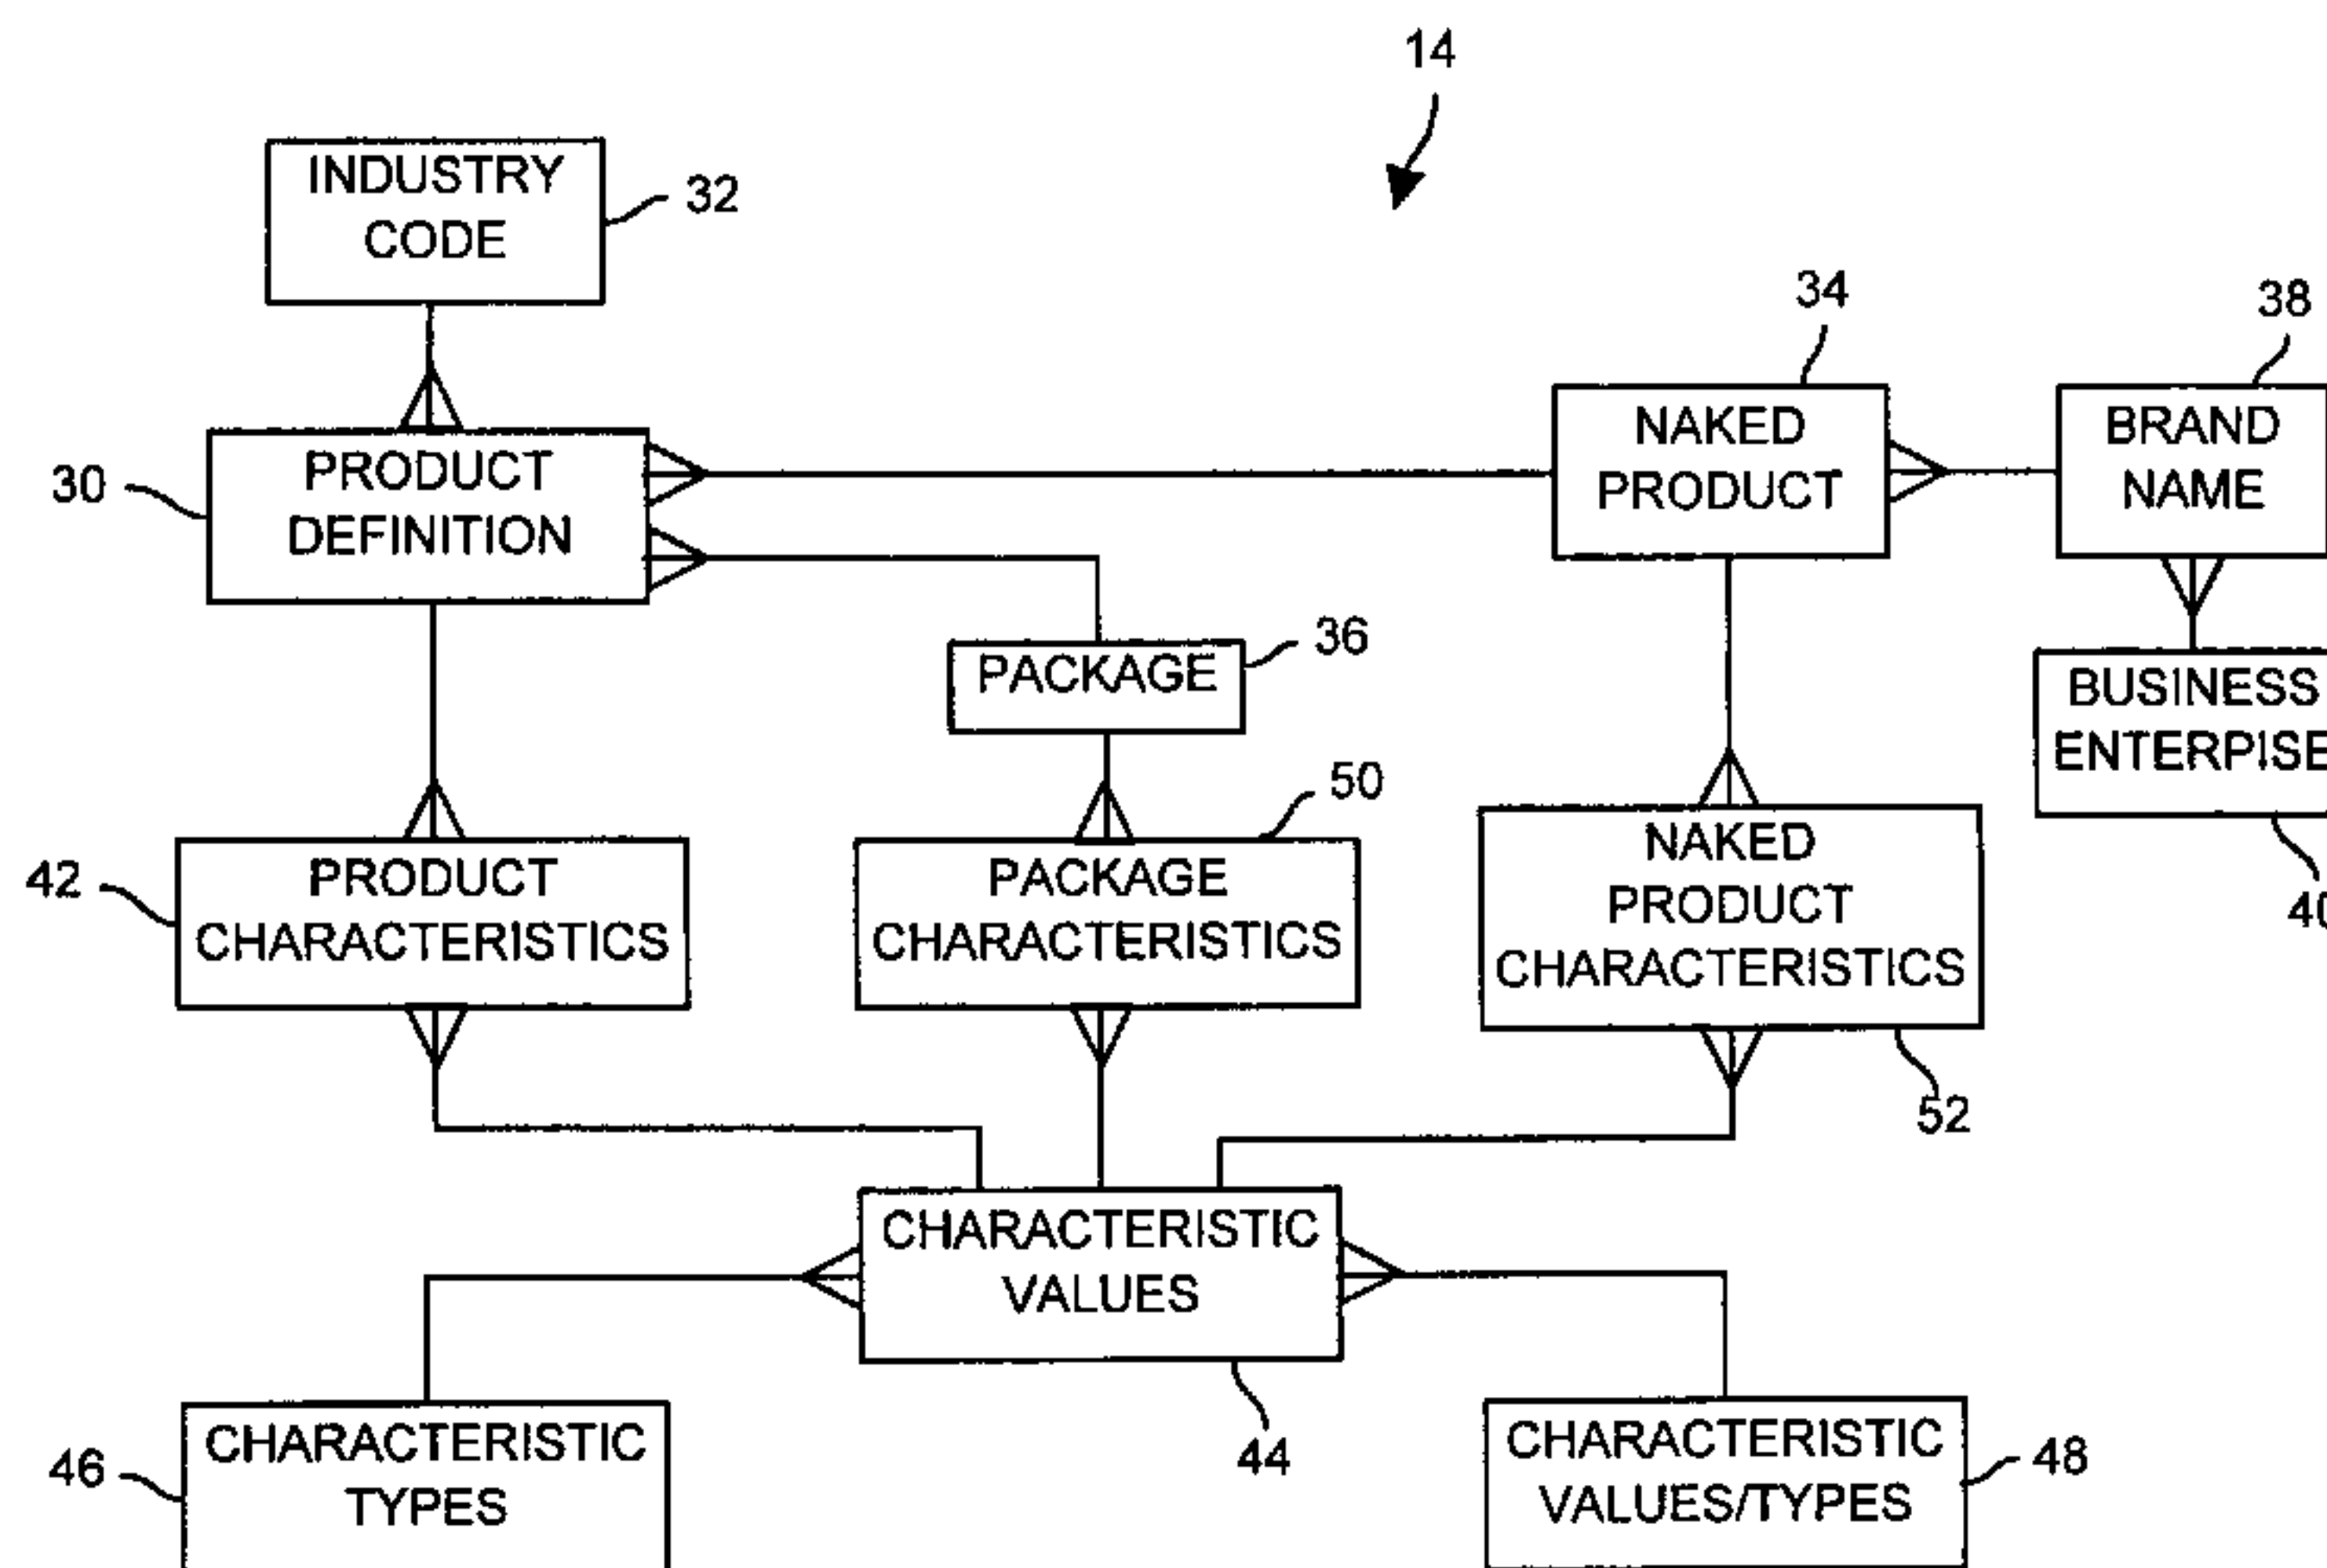 14
INDUSTRY
CODE
32
34
38
30
PRODUCT
DEFINITION
NAKED
PRODUCT
BRAND
NAME
PACKAGE
36
BUSINESS
ENTERPISE
50
42
PRODUCT
CHARACTERISTICS
PACKAGE
CHARACTERISTICS
NAKED
PRODUCT
CHARACTERISTICS
40
52
CHARACTERISTIC
VALUES
44
46
CHARACTERISTIC
TYPES
CHARACTERISTIC
VALUES/TYPES
48